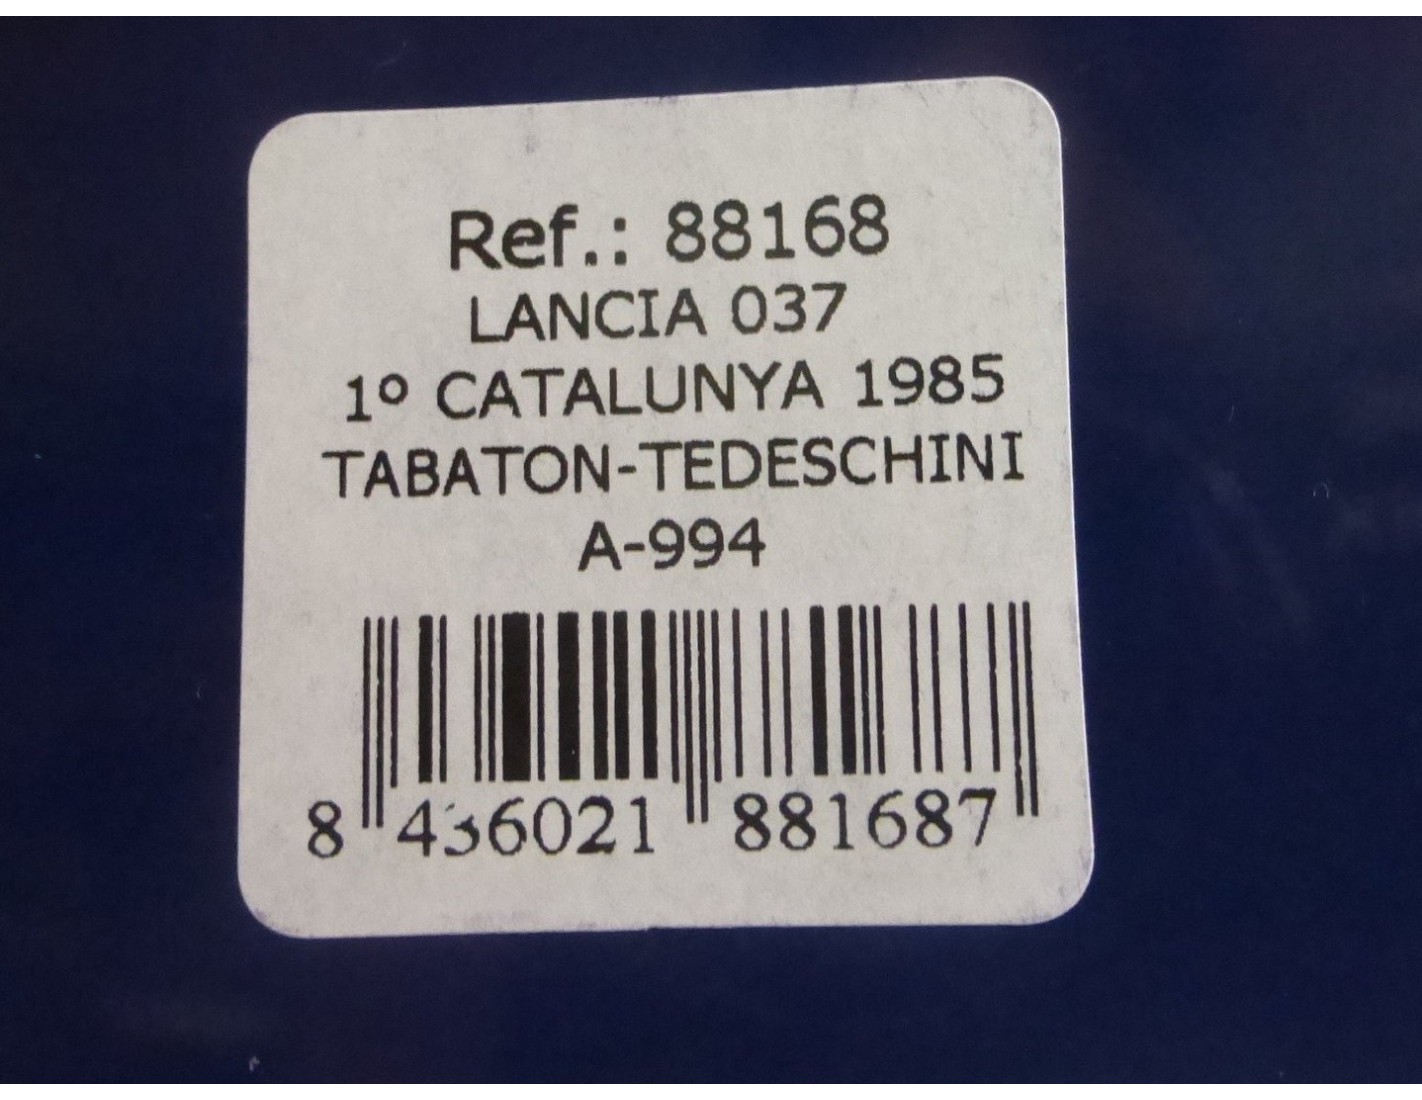 Ref.: 88168
LANCIA 037
1º CATALUNYA 1985
TABATON-TEDESCHINI
A-994
8 436021 881687